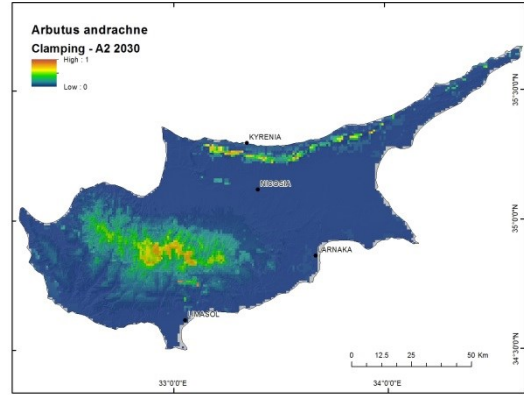 Arbutus andrachne
Clamping - A2 2030
High : 1
Low : 0
KYRENIA
NICOSIA
ARNAKA
LIMASOL
35°30'0"N
35°0'0"N
34°30'0"N
0 12.5 25 50 Km
33°0'0"E
34°0'0"E